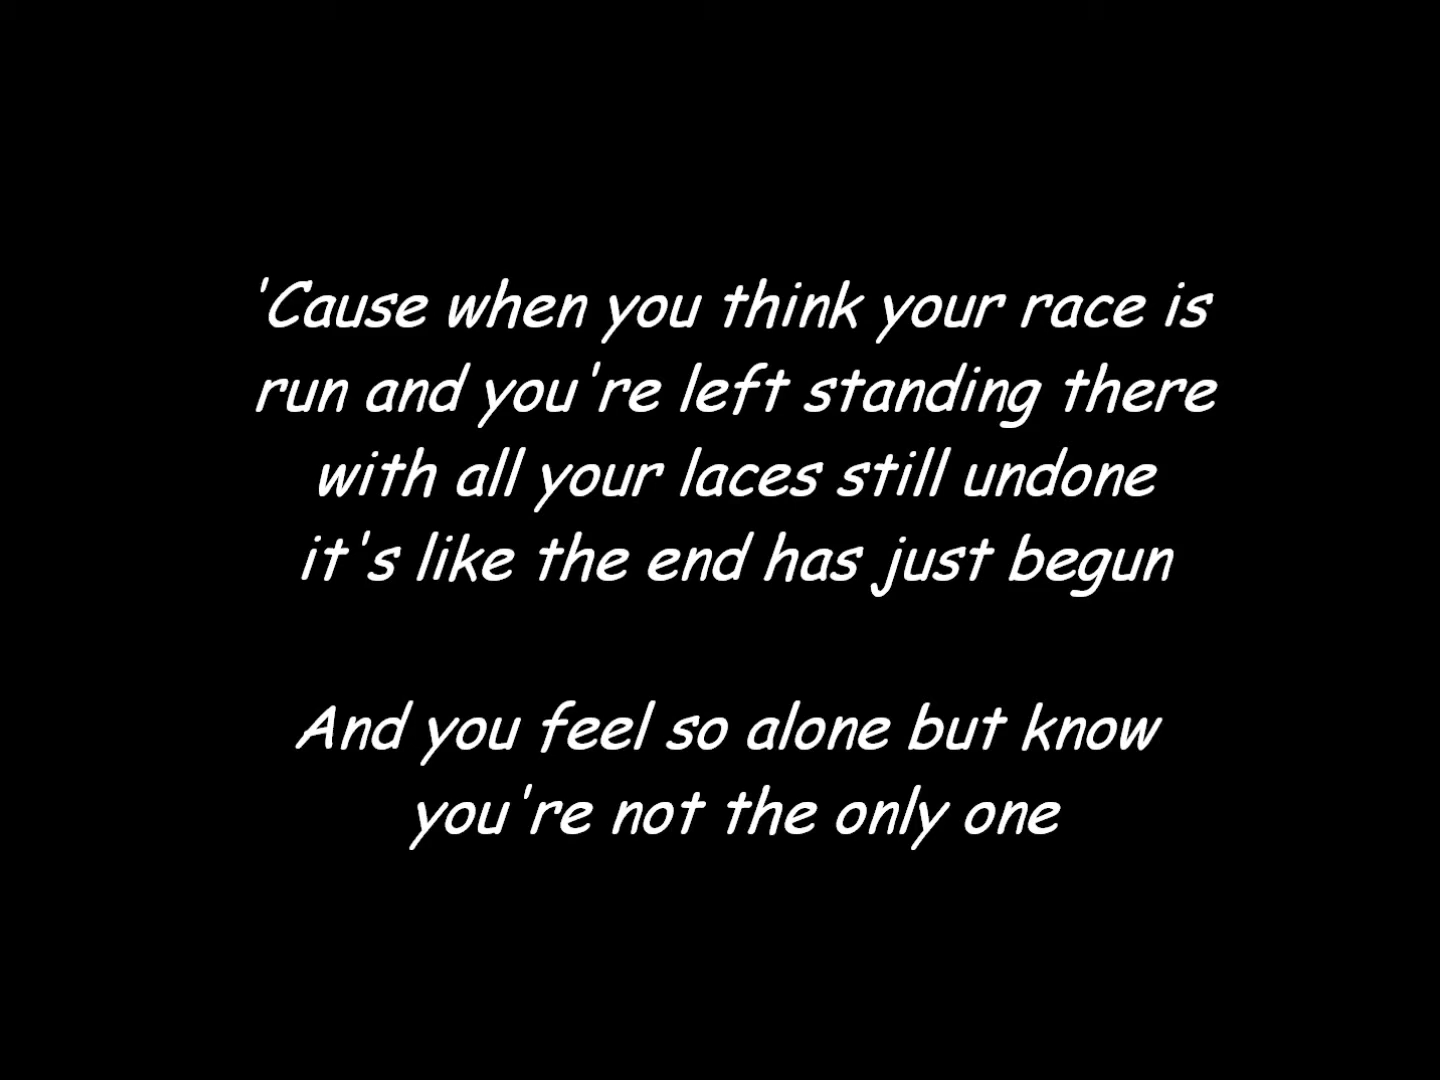 'Cause when you think your race is
run and you're left standing there
with all your laces still undone
it's like the end has just begun
And you feel so alone but know
you're not the only one